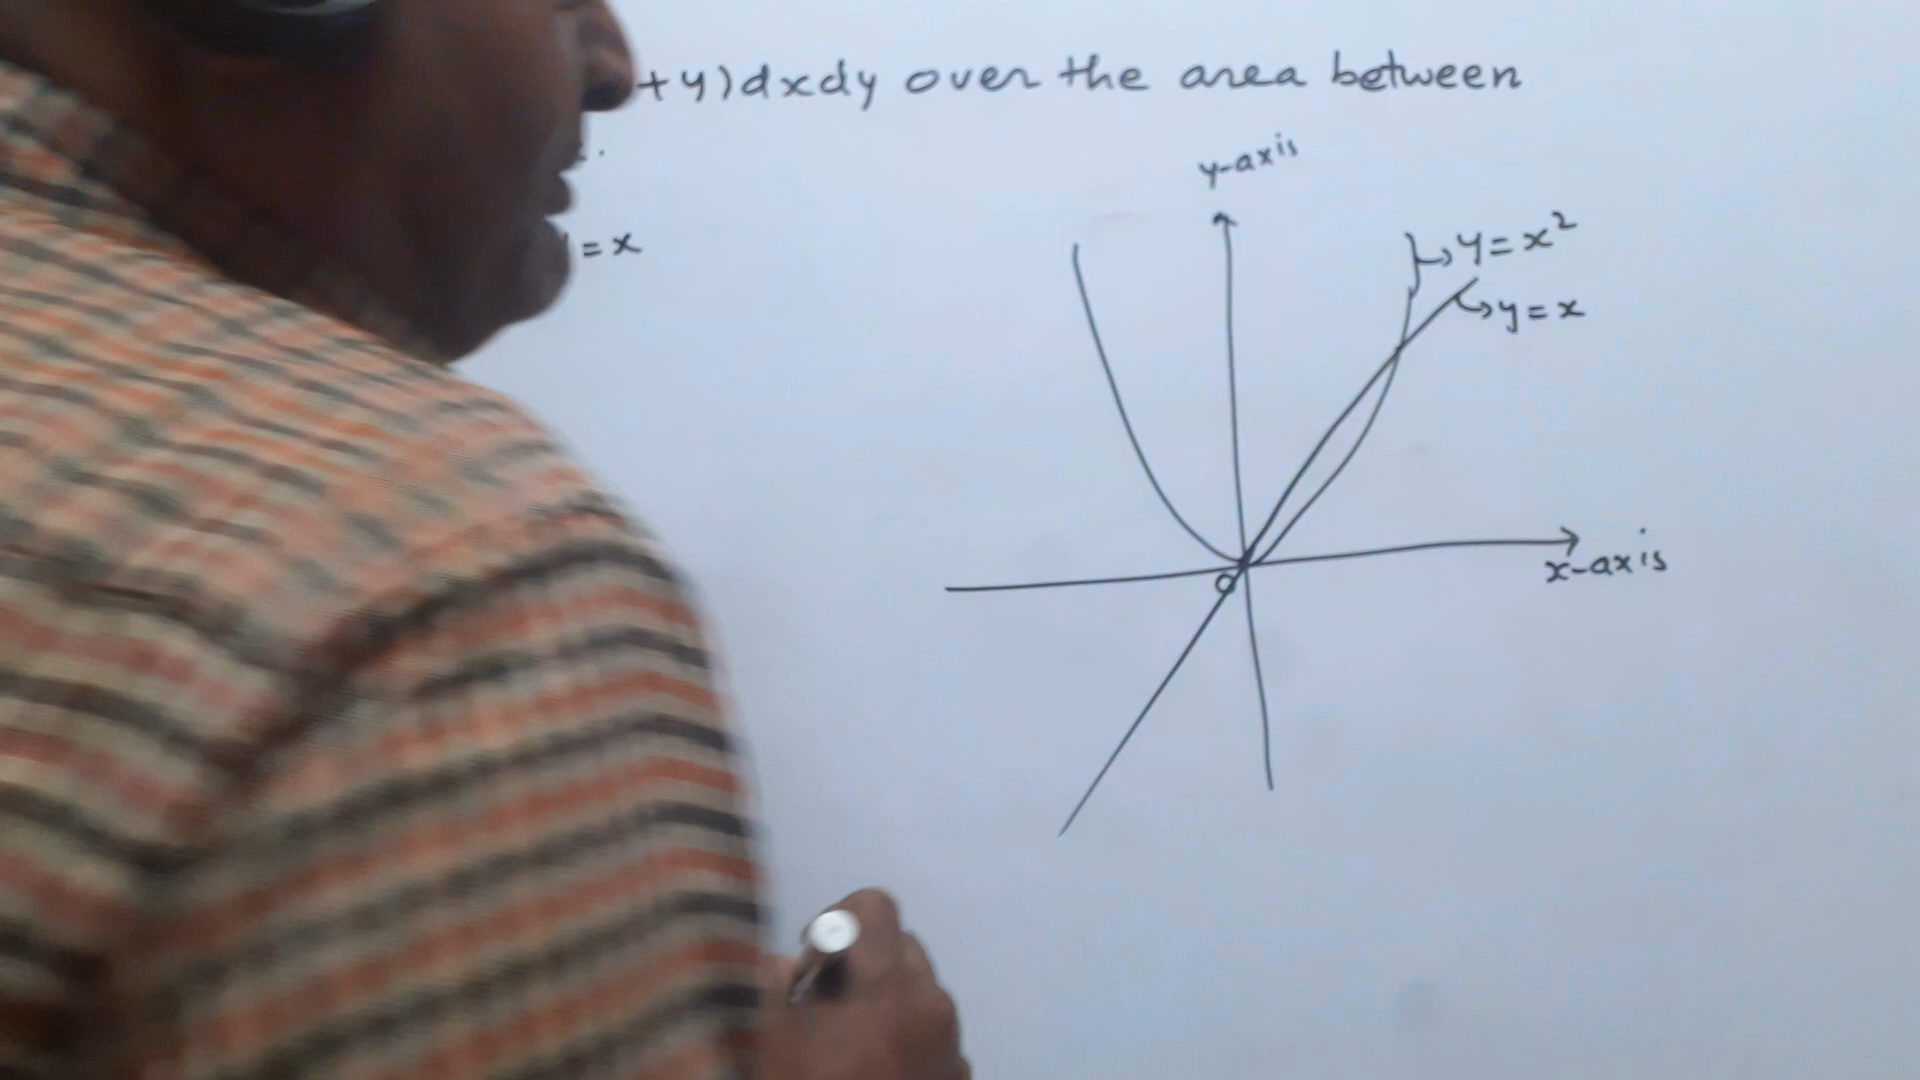 +y)dxdy over the area between
= x
y-axis
y=x²
y=x
x-axis
O